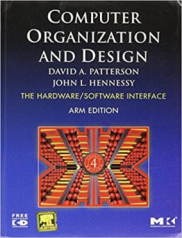 COMPUTER
ORGANIZATION
AND DESIGN
DAVID A. PATTERSON
JOHN L. HENNESSY
THE HARDWARE/SOFTWARE INTERFACE
ARM EDITION
4
FREE
CD
M<